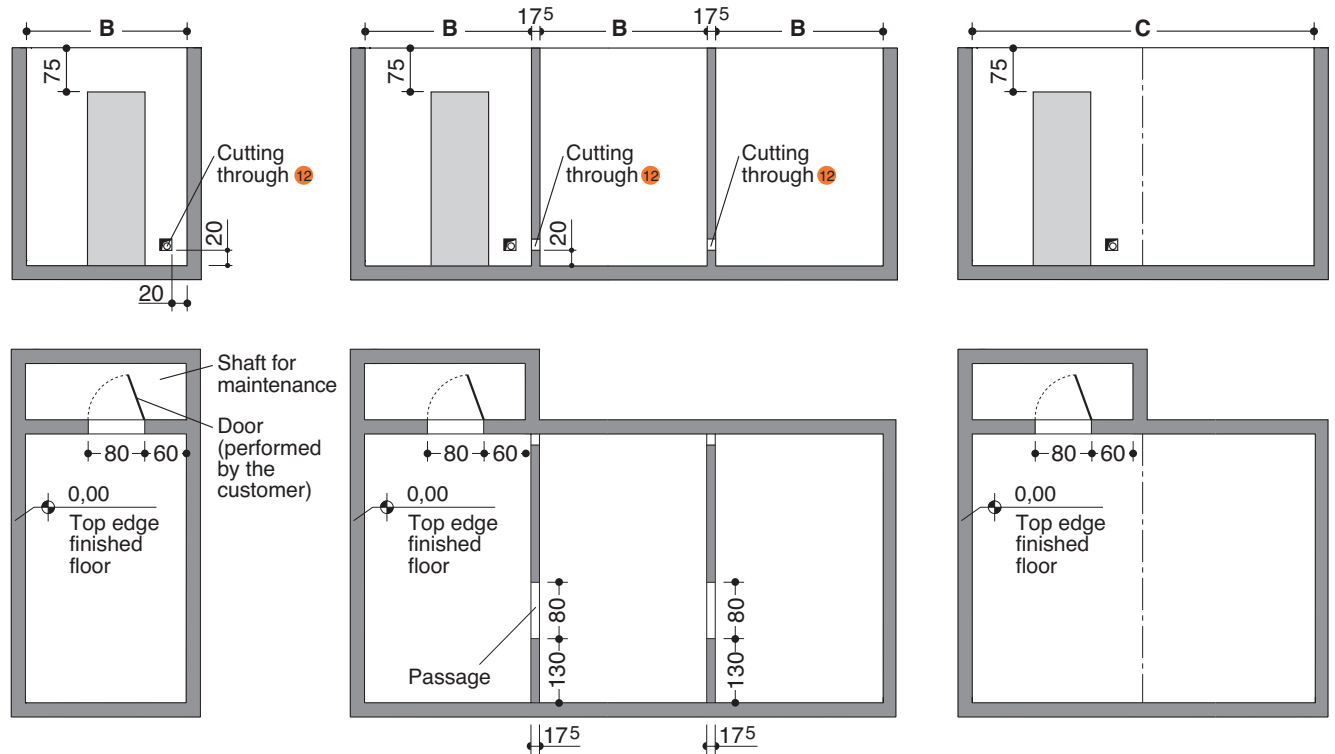 B
17⁵
B
B
17⁵
B
C
75
75
75
Cutting
through 12
Cutting
through 12
Cutting
through 12
20
20
20
Shaft for
maintenance
Door
(performed
by the
customer)
80
60
80
60
80
60
0,00
Top edge
finished
floor
0,00
Top edge
finished
floor
0,00
Top edge
finished
floor
Passage
80
130
80
130
17⁵
17⁵